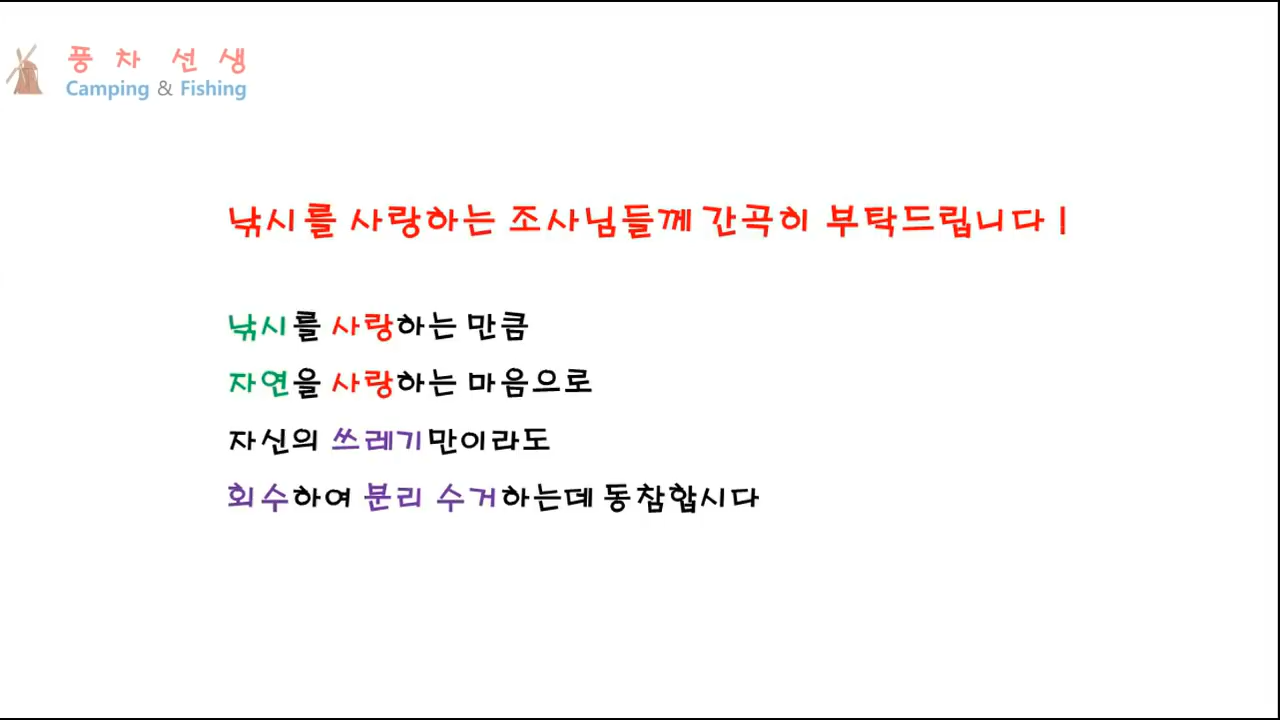 풍차선생
Camping & Fishing
낚시를 사랑하는 조사님들께 간곡히 부탁드립니다 !
낚시를 사랑하는 만큼
자연을 사랑하는 마음으로
자신의 쓰레기만이라도
회수하여 분리 수거하는데 동참합시다